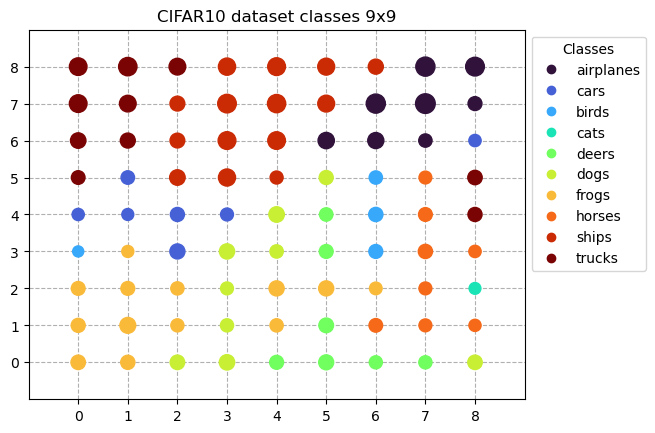 CIFAR10 dataset classes 9x9
8
7
6
5
4
3
2
1
0
0 1 2 3 4 5 6 7 8
Classes
airplanes
cars
birds
cats
deers
dogs
frogs
horses
ships
trucks